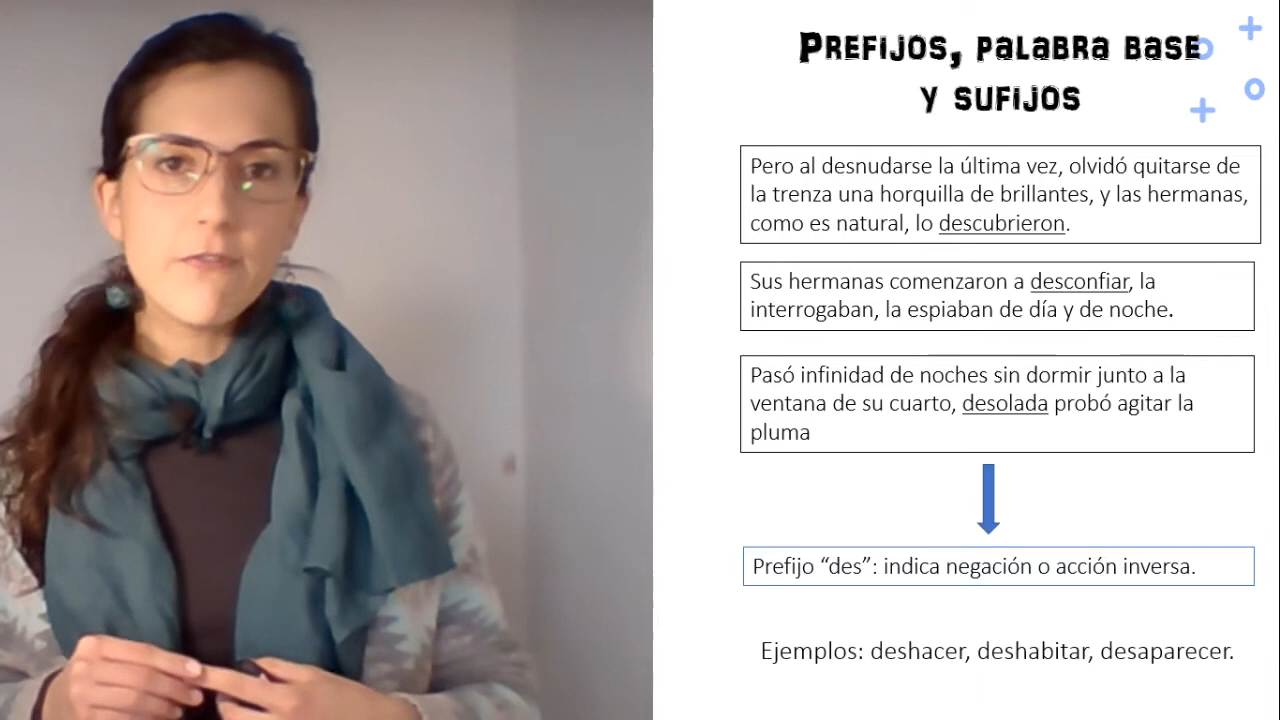 Prefijos, palabra base
y sufijos
Pero al desnudarse la última vez, olvidó quitarse de
la trenza una horquilla de brillantes, y las hermanas,
como es natural, lo descubrieron.
Sus hermanas comenzaron a desconfiar, la
interrogaban, la espiaban de día y de noche.
Pasó infinidad de noches sin dormir junto a la
ventana de su cuarto, desolada probó agitar la
pluma
Prefijo “des”: indica negación o acción inversa.
Ejemplos: deshacer, deshabitar, desaparecer.